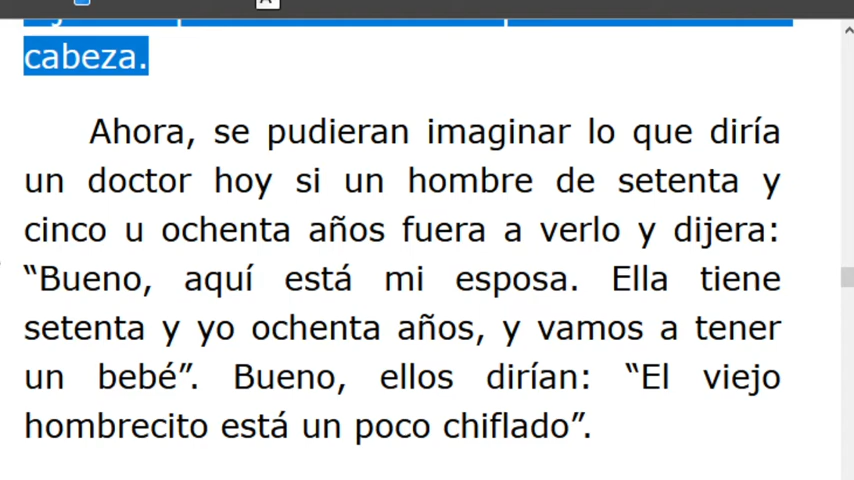 cabeza.
Ahora, se pudieran imaginar lo que diría
un doctor hoy si un hombre de setenta y
cinco u ochenta años fuera a verlo y dijera:
“Bueno, aquí está mi esposa. Ella tiene
setenta y yo ochenta años, y vamos a tener
un bebé”. Bueno, ellos dirían: “El viejo
hombrecito está un poco chiflado”.